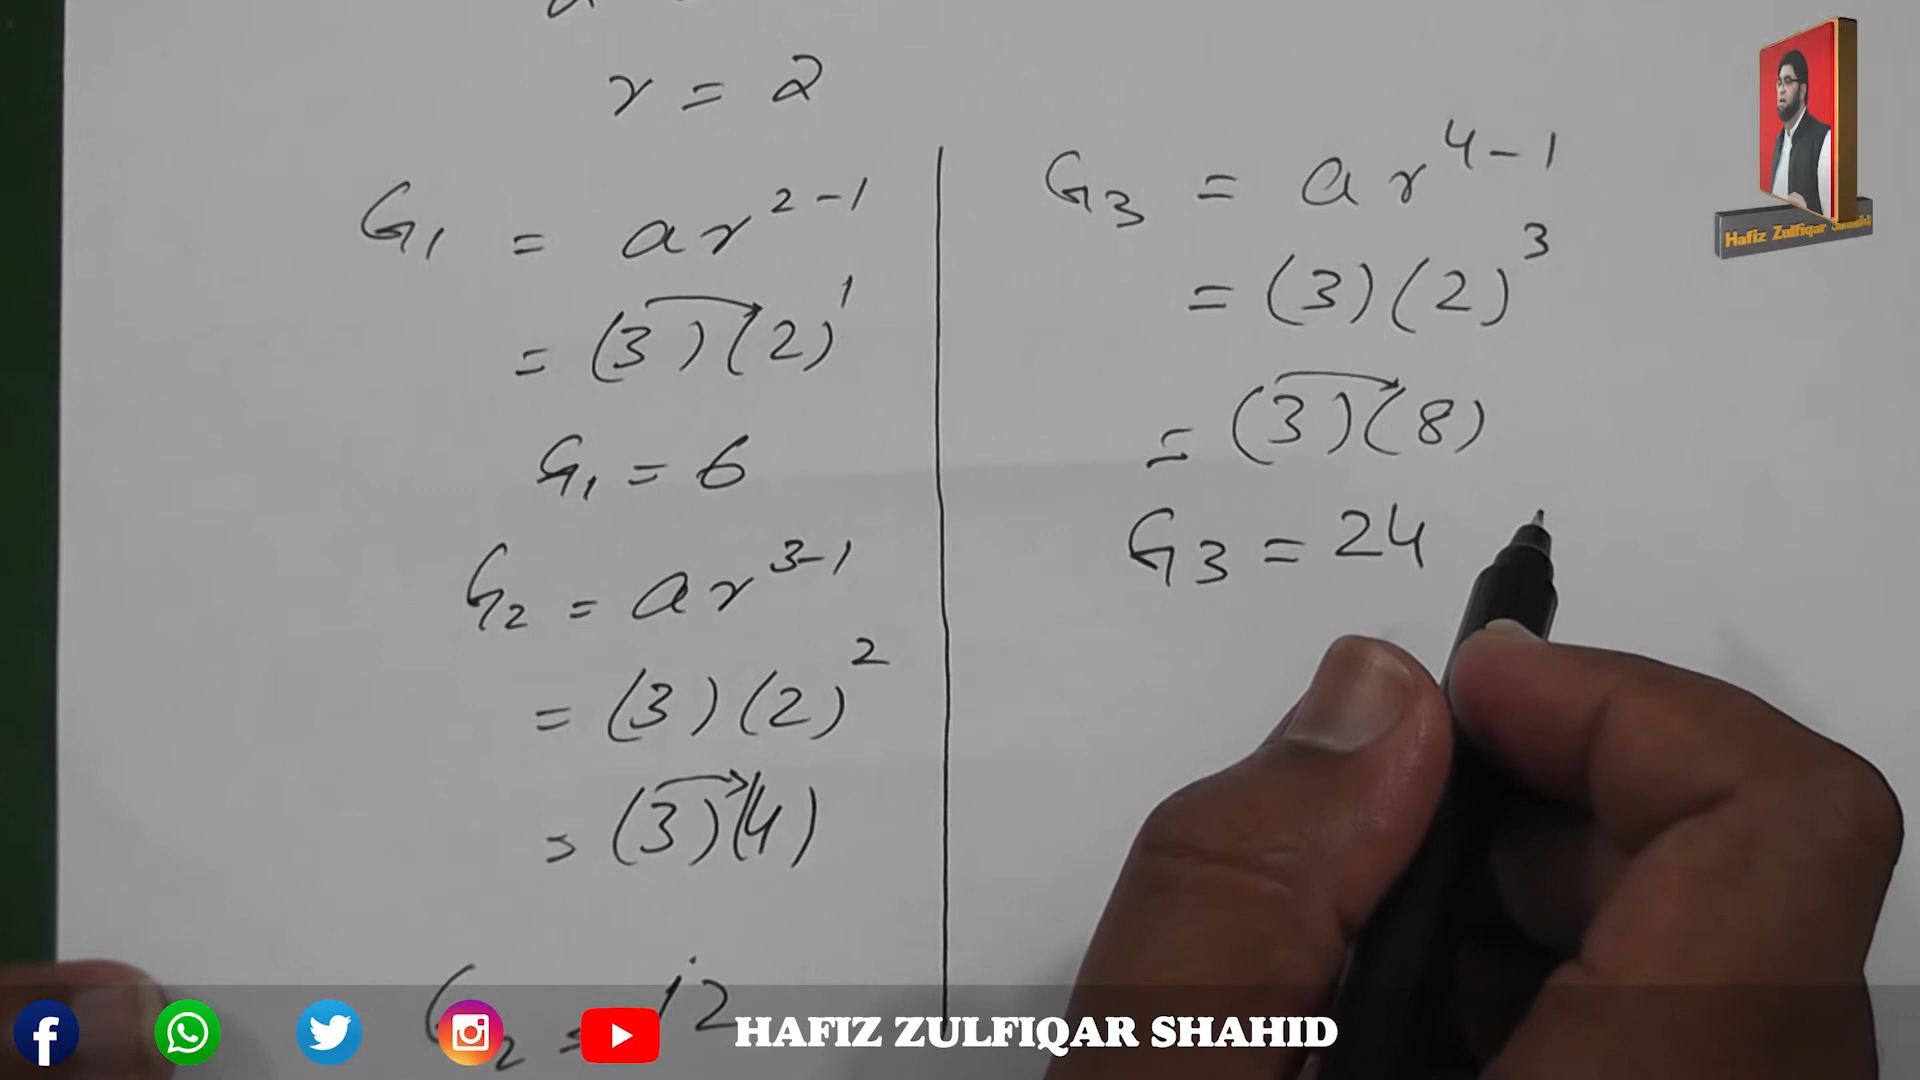 r = 2
G₁ = ar²⁻¹
= (3)(2)¹
G₁ = 6
G₂ = ar³⁻¹
= (3)(2)²
= (3)(4)
G₂ = 12
G₃ = ar⁴⁻¹
= (3)(2)³
= (3)(8)
G₃ = 24
Hafiz Zulfiqar
HAFIZ ZULFIQAR SHAHID